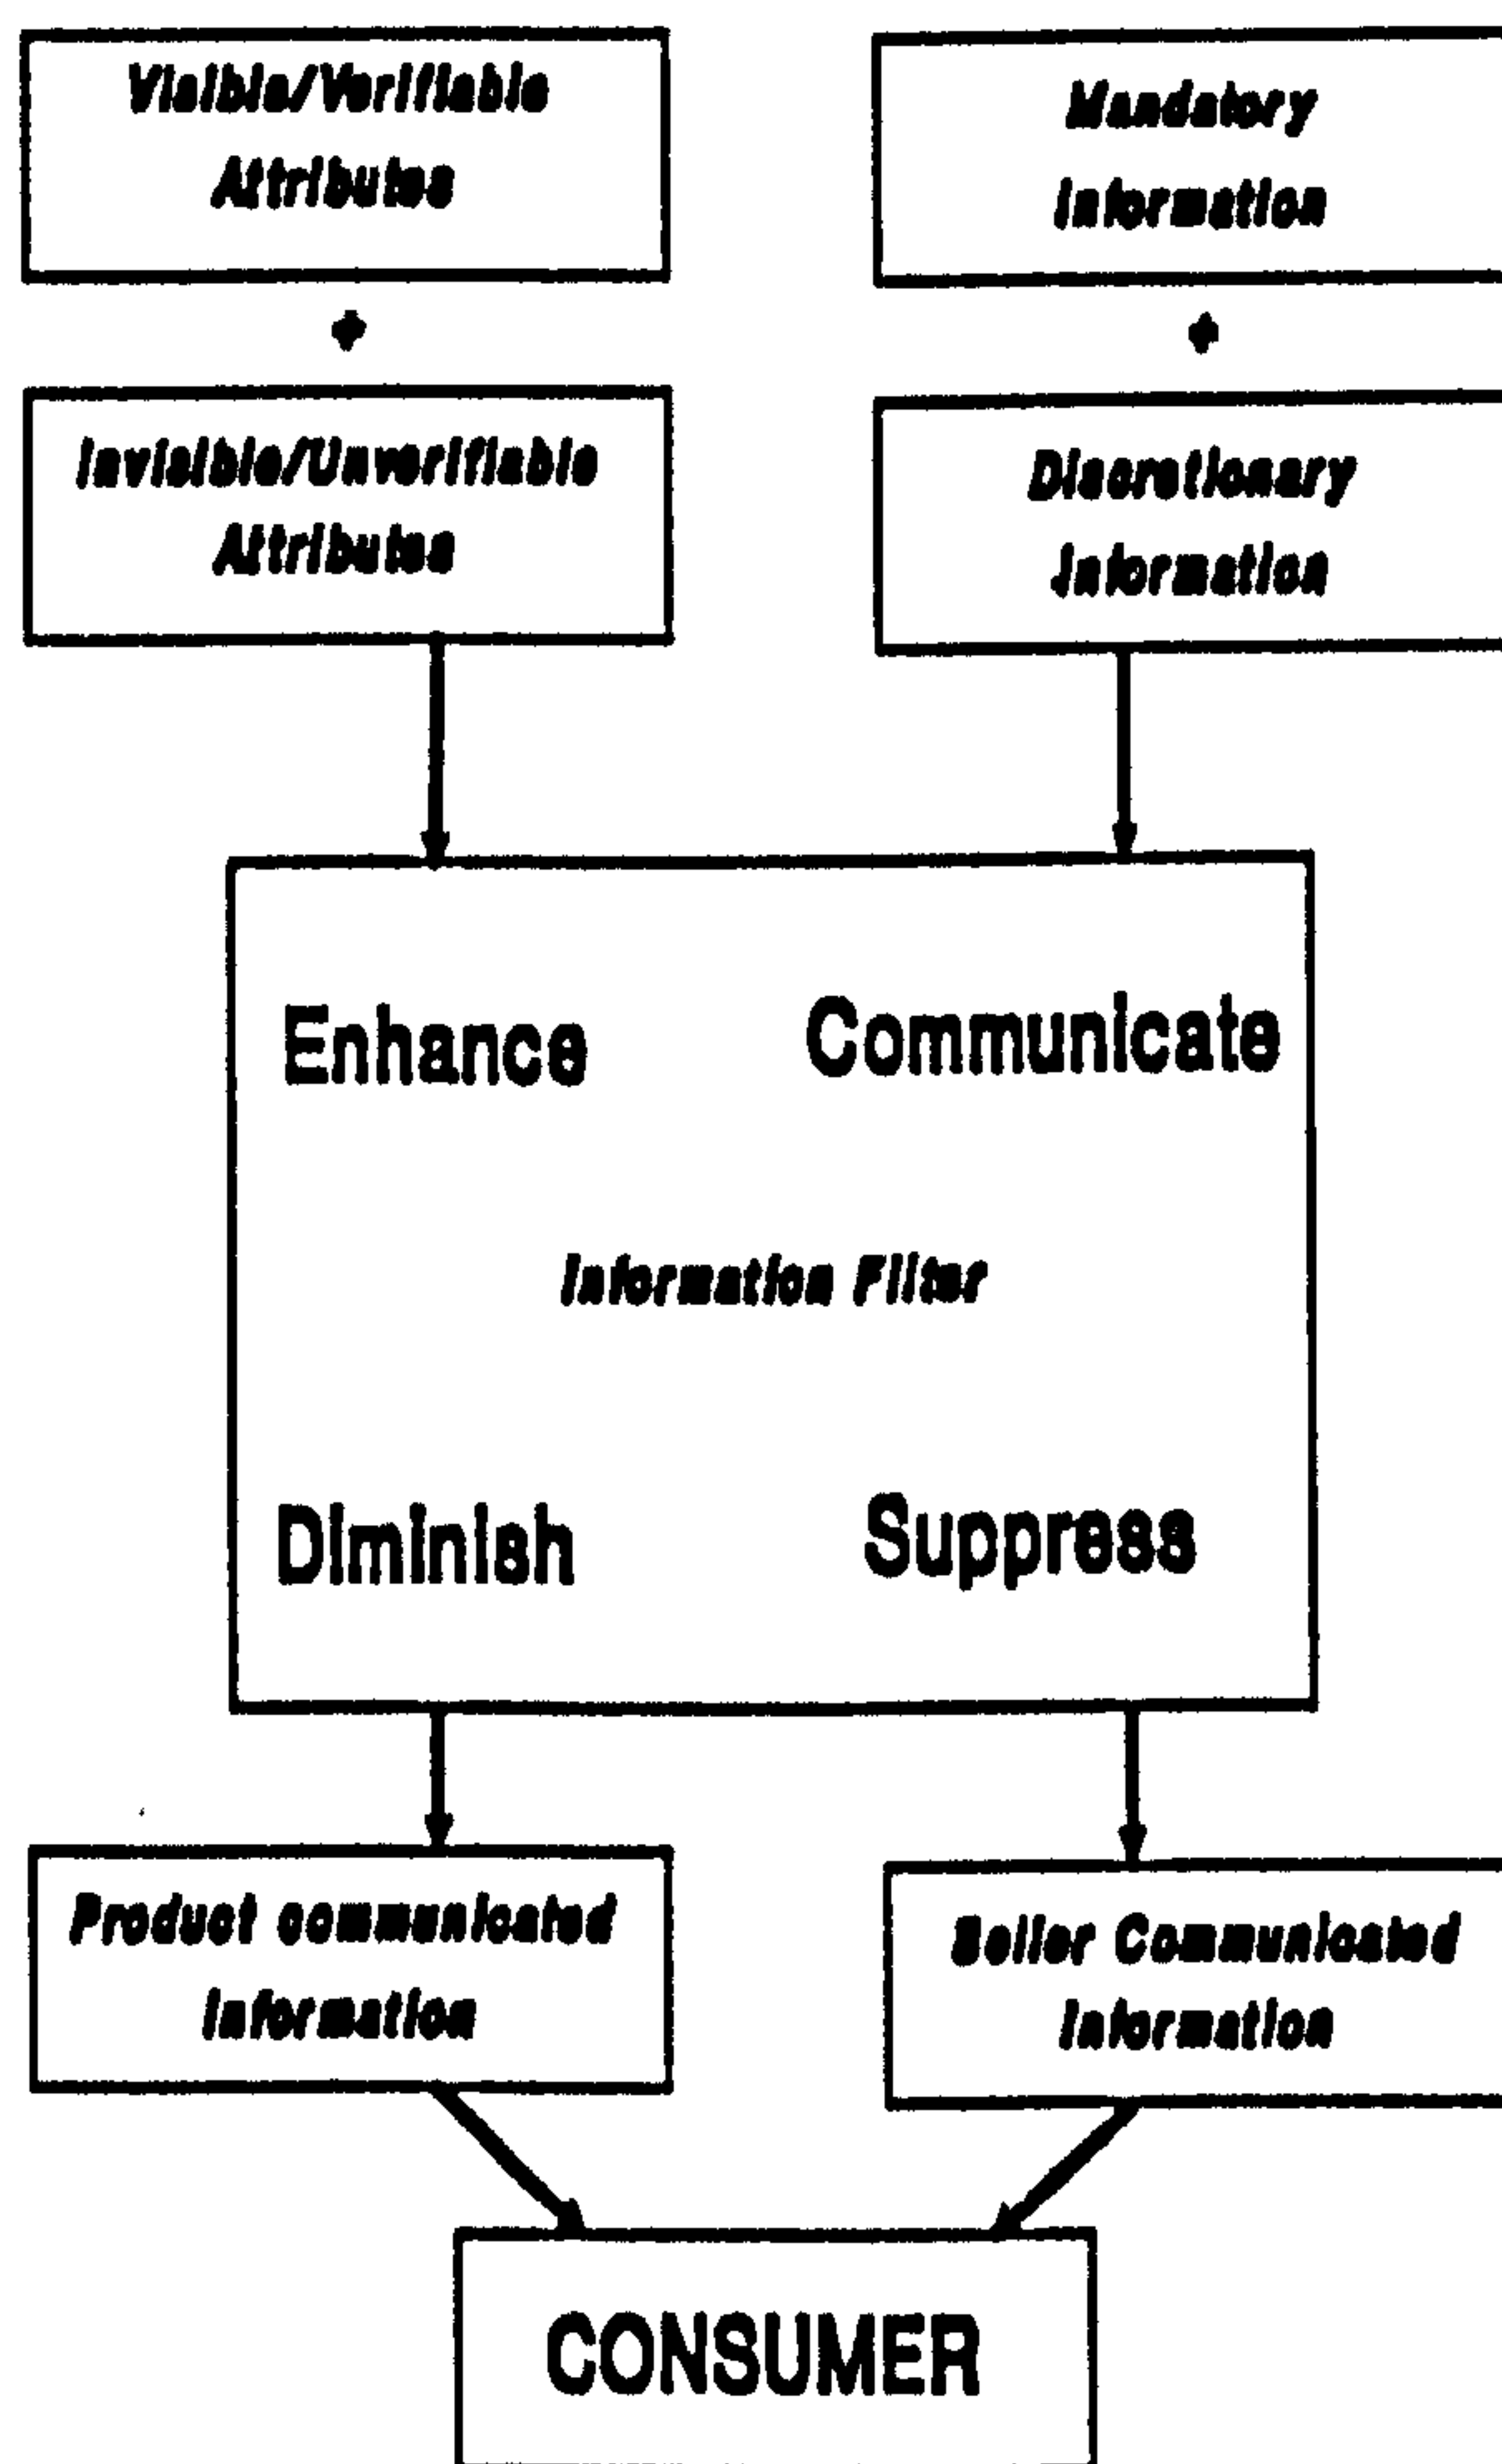 Visible/Verifiable
Attributes
Mandatory
Information
+
+
Invisible/Unverifiable
Attributes
Discretionary
Information
Enhance
Communicate
Information Filter
Diminish
Suppress
Product communicated
Information
Seller Communicated
Information
CONSUMER